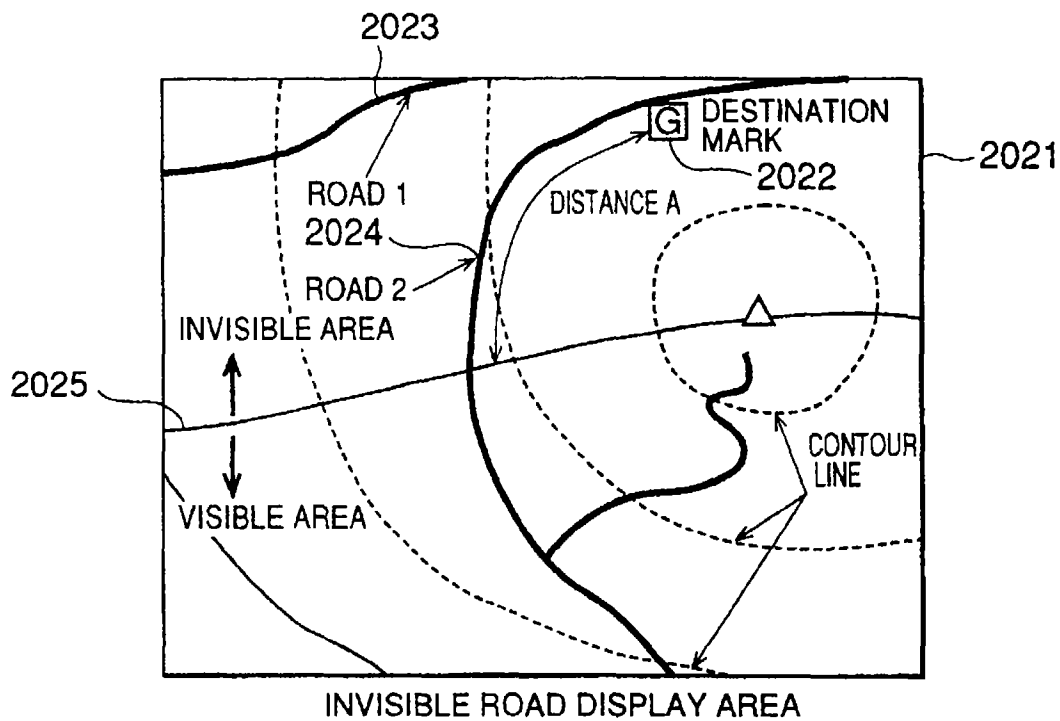 2023
G
DESTINATION
MARK
2021
2022
ROAD 1
DISTANCE A
2024
ROAD 2
INVISIBLE AREA
2025
CONTOUR
LINE
VISIBLE AREA
INVISIBLE ROAD DISPLAY AREA